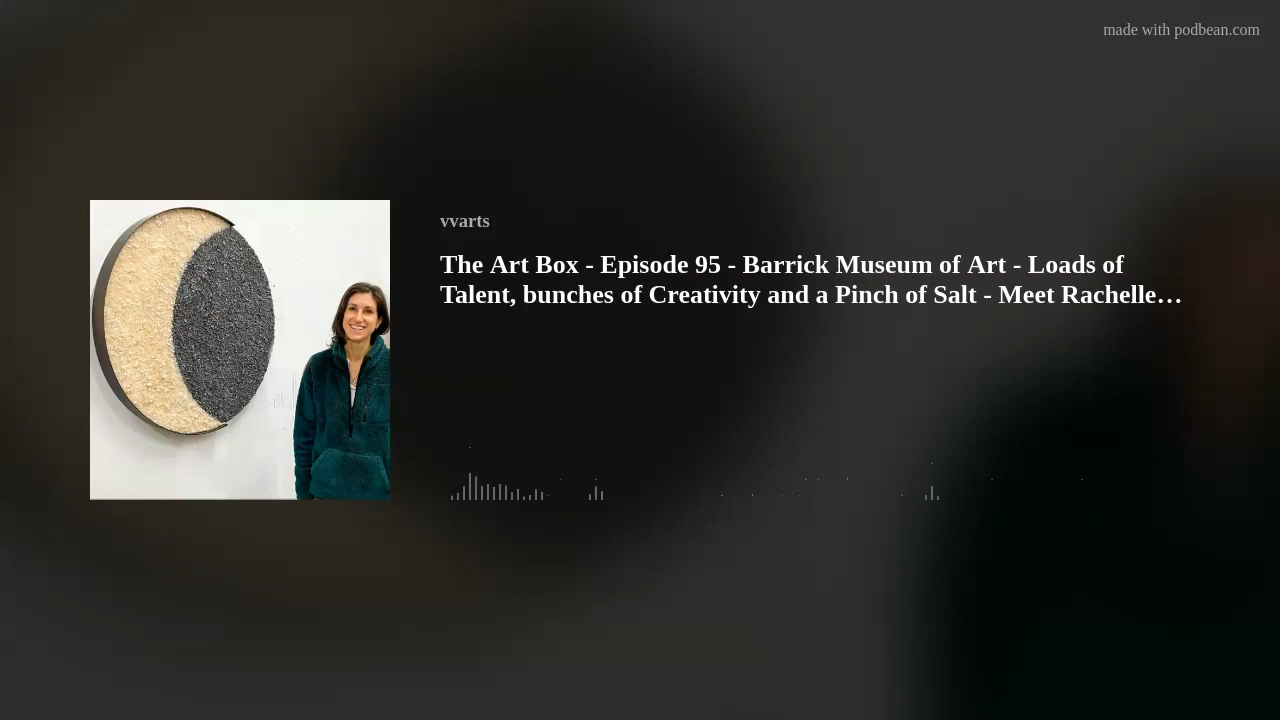 made with podbean.com
vvarts
The Art Box - Episode 95 - Barrick Museum of Art - Loads of
Talent, bunches of Creativity and a Pinch of Salt - Meet Rachelle…